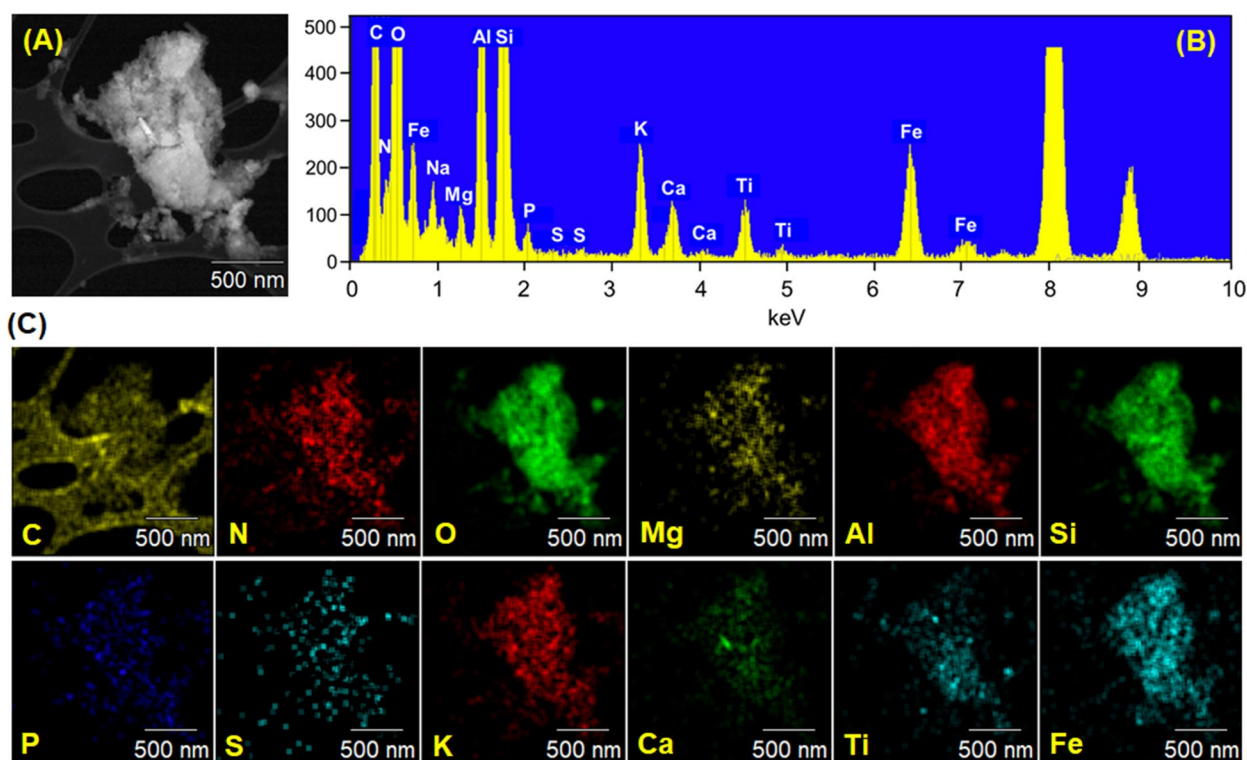 (A)
500 nm
(B)
500
400
300
200
100
0
C
N
O
Fe
Na
Mg
Al
Si
P
S
S
K
Ca
Ca
Ti
Ti
Fe
Fe
0 1 2 3 4 5 6 7 8 9 10
keV
(C)
C 500 nm
N 500 nm
O 500 nm
Mg 500 nm
Al 500 nm
Si 500 nm
P 500 nm
S 500 nm
K 500 nm
Ca 500 nm
Ti 500 nm
Fe 500 nm